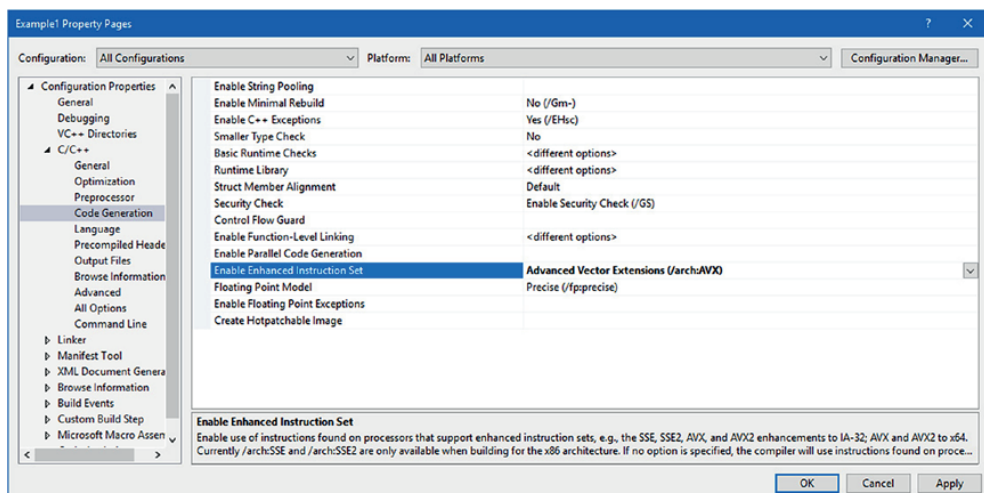 Example1 Property Pages ? ×
Configuration: All Configurations Platform: All Platforms Configuration Manager...
Configuration Properties
General
Debugging
VC++ Directories
C/C++
General
Optimization
Preprocessor
Code Generation
Language
Precompiled Heade
Output Files
Browse Information
Advanced
All Options
Command Line
Linker
Manifest Tool
XML Document Genera
Browse Information
Build Events
Custom Build Step
Microsoft Macro Assen
Enable String Pooling
Enable Minimal Rebuild No (/Gm-)
Enable C++ Exceptions Yes (/EHsc)
Smaller Type Check No
Basic Runtime Checks <different options>
Runtime Library <different options>
Struct Member Alignment Default
Security Check Enable Security Check (/GS)
Control Flow Guard
Enable Function-Level Linking <different options>
Enable Parallel Code Generation
Enable Enhanced Instruction Set Advanced Vector Extensions (/arch:AVX)
Floating Point Model Precise (/fp:precise)
Enable Floating Point Exceptions
Create Hotpatchable Image
Enable Enhanced Instruction Set
Enable use of instructions found on processors that support enhanced instruction sets, e.g., the SSE, SSE2, AVX, and AVX2 enhancements to IA-32; AVX and AVX2 to x64.
Currently /arch:SSE and /arch:SSE2 are only available when building for the x86 architecture. If no option is specified, the compiler will use instructions found on proce...
OK Cancel Apply